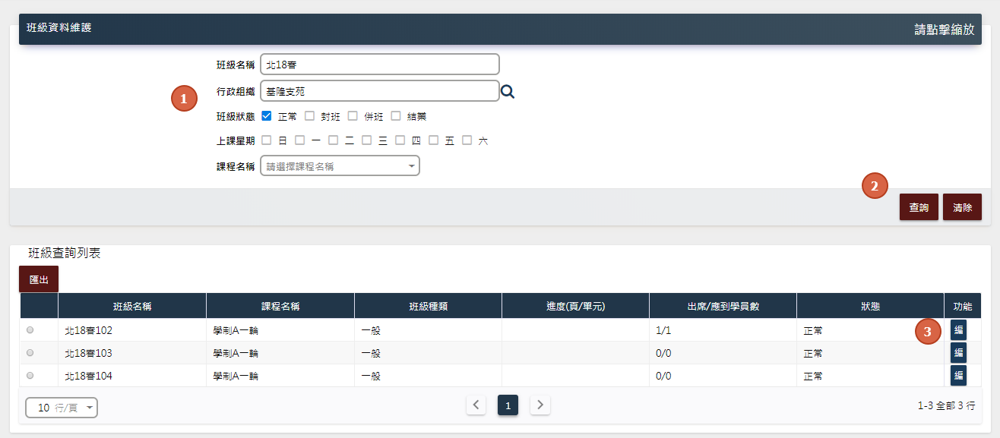 班級資料維護 請點擊縮放
班級名稱 北18春
1 行政組織 基隆支苑
班級狀態 正常 封班 併班 結業
上課星期 日 一 二 三 四 五 六
課程名稱 請選擇課程名稱
2
查詢 清除
班級查詢列表
匯出
班級名稱 課程名稱 班級種類 進度(頁/單元) 出席/應到學員數 狀態 功能
北18春102 學制A一輪 一般 1/1 正常 3 編
北18春103 學制A一輪 一般 0/0 正常 編
北18春104 學制A一輪 一般 0/0 正常 編
10 行/頁 1 1-3 全部 3 行